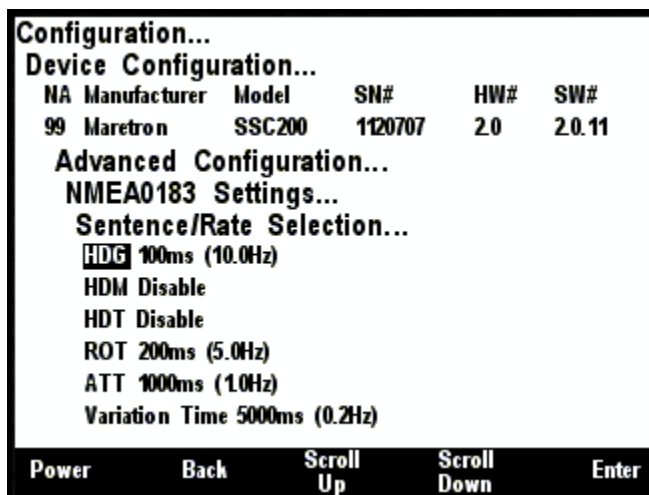 Configuration...
Device Configuration...
NA Manufacturer Model SN# HW# SW#
99 Maretron SSC200 1120707 2.0 2.0.11
Advanced Configuration...
NMEA0183 Settings...
Sentence/Rate Selection...
HDG 100ms (10.0Hz)
HDM Disable
HDT Disable
ROT 200ms (5.0Hz)
ATT 1000ms (1.0Hz)
Variation Time 5000ms (0.2Hz)
Power Back Scroll Up Scroll Down Enter